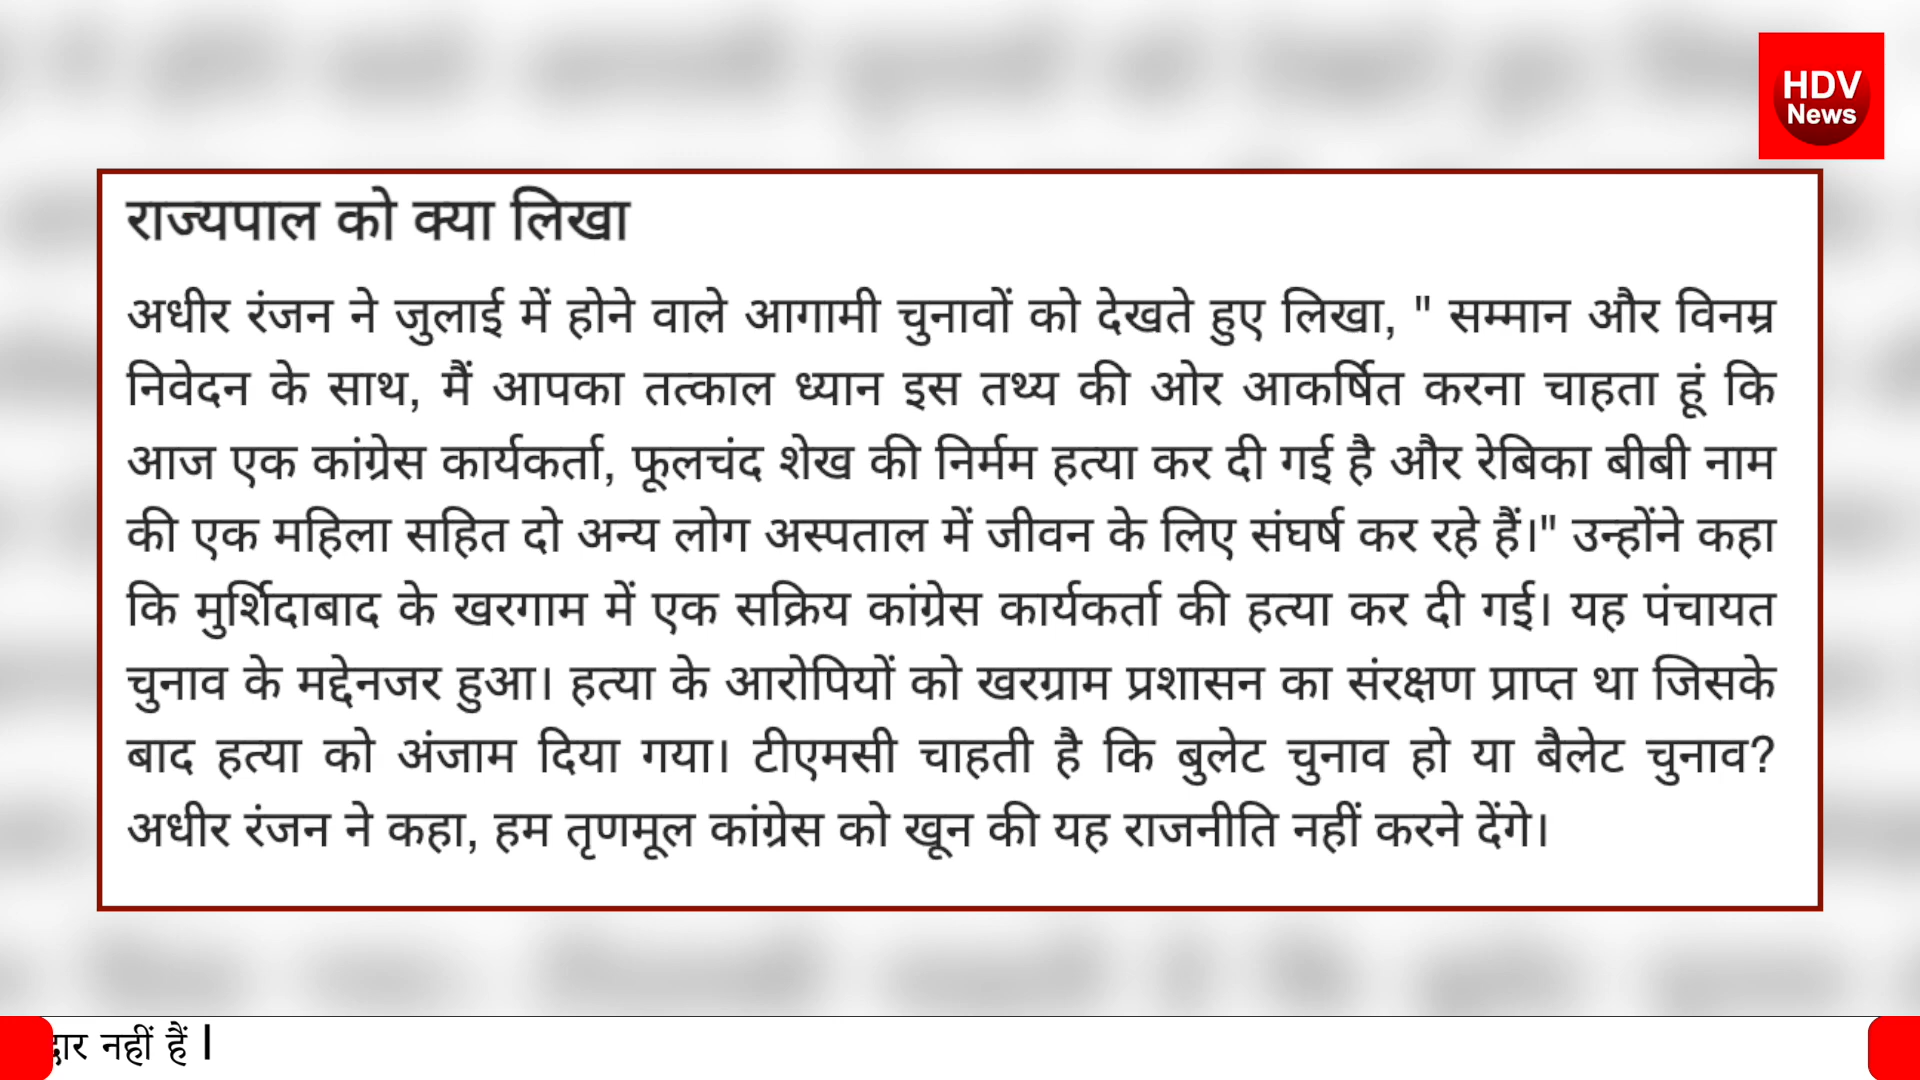 HDV
News
राज्यपाल को क्या लिखा
अधीर रंजन ने जुलाई में होने वाले आगामी चुनावों को देखते हुए लिखा, " सम्मान और विनम्र
निवेदन के साथ, मैं आपका तत्काल ध्यान इस तथ्य की ओर आकर्षित करना चाहता हूं कि
आज एक कांग्रेस कार्यकर्ता, फूलचंद शेख की निर्मम हत्या कर दी गई है और रेबिका बीबी नाम
की एक महिला सहित दो अन्य लोग अस्पताल में जीवन के लिए संघर्ष कर रहे हैं।" उन्होंने कहा
कि मुर्शिदाबाद के खरगाम में एक सक्रिय कांग्रेस कार्यकर्ता की हत्या कर दी गई। यह पंचायत
चुनाव के मद्देनजर हुआ। हत्या के आरोपियों को खरग्राम प्रशासन का संरक्षण प्राप्त था जिसके
बाद हत्या को अंजाम दिया गया। टीएमसी चाहती है कि बुलेट चुनाव हो या बैलेट चुनाव?
अधीर रंजन ने कहा, हम तृणमूल कांग्रेस को खून की यह राजनीति नहीं करने देंगे।
नहीं हैं |